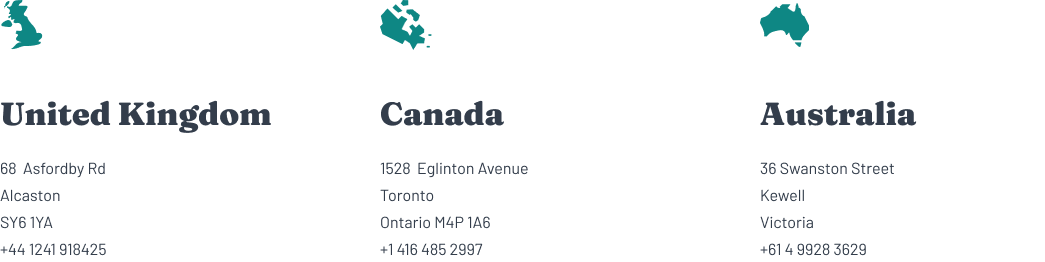 United Kingdom
68 Asfordby Rd
Alcaston
SY6 1YA
+44 1241 918425
Canada
1528 Eglinton Avenue
Toronto
Ontario M4P 1A6
+1 416 485 2997
Australia
36 Swanston Street
Kewell
Victoria
+61 4 9928 3629